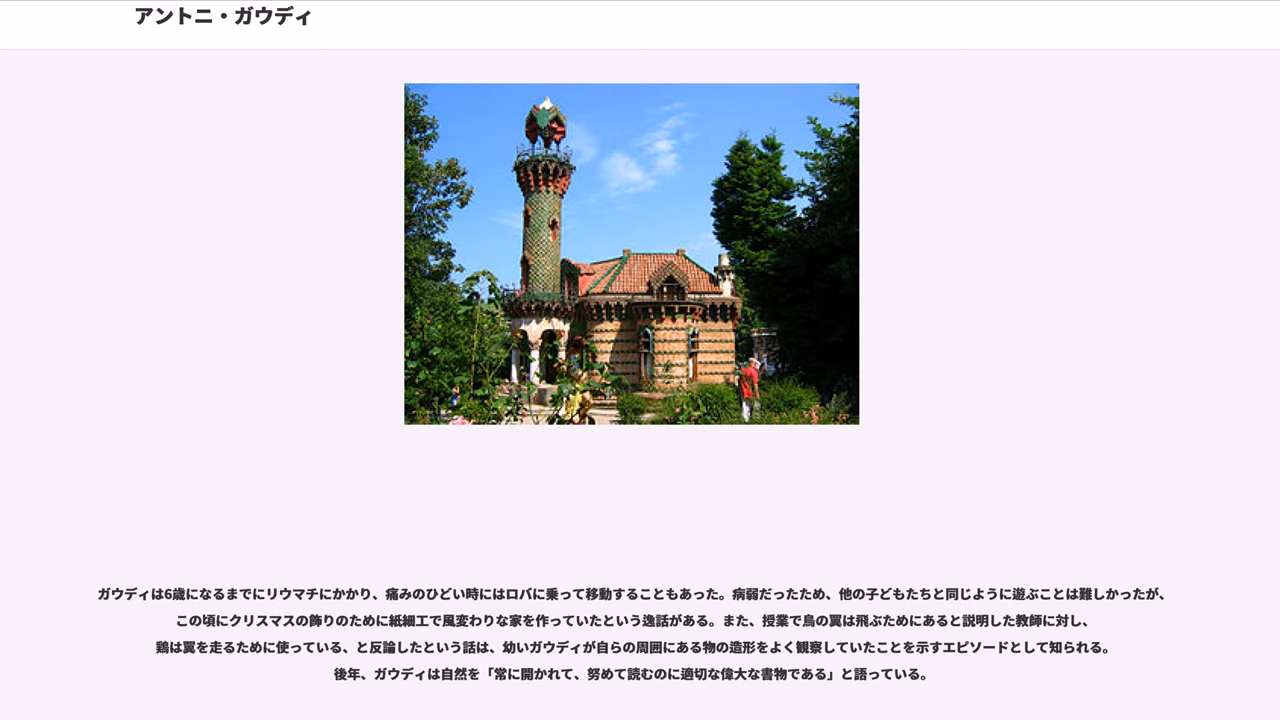 アントニ・ガウディ
ガウディは6歳になるまでにリウマチにかかり、痛みのひどい時にはロバに乗って移動することもあった。病弱だったため、他の子どもたちと同じように遊ぶことは難しかったが、
この頃にクリスマスの飾りのために紙細工で風変わりな家を作っていたという逸話がある。また、授業で鳥の翼は飛ぶためにあると説明した教師に対し、
鶏は翼を走るために使っている、と反論したという話は、幼いガウディが自らの周囲にある物の造形をよく観察していたことを示すエピソードとして知られる。
後年、ガウディは自然を「常に開かれて、努めて読むのに適切な偉大な書物である」と語っている。